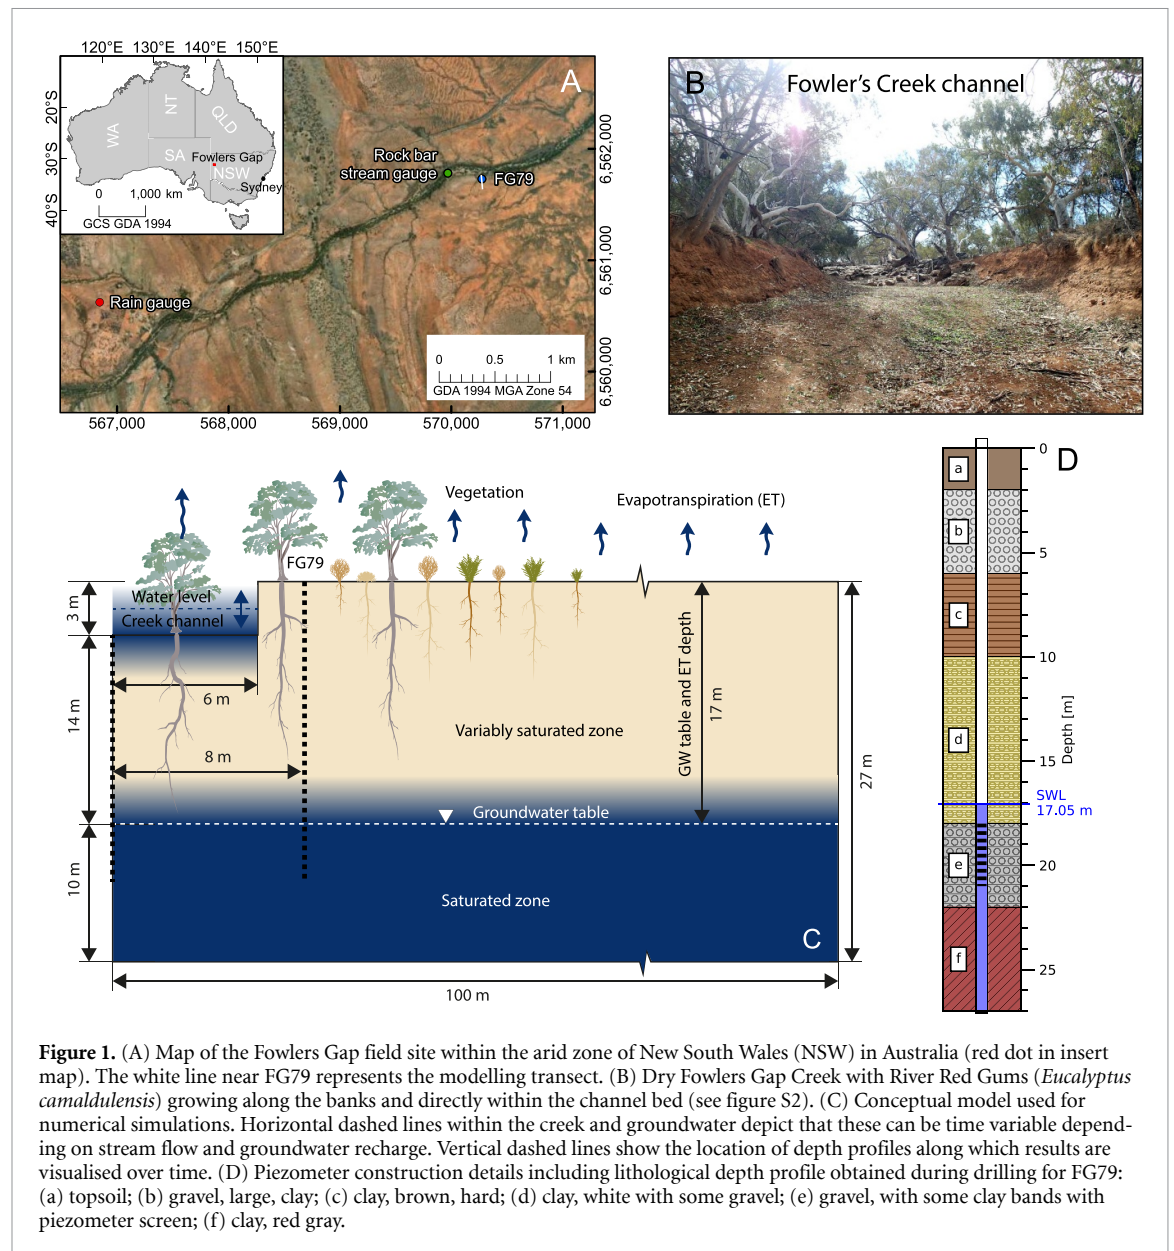 120°E 130°E 140°E 150°E
20°S
30°S
40°S
WA
NT
QLD
SA
Fowlers Gap
NSW
Sydney
0 1,000 km
GCS GDA 1994
A
Rock bar
stream gauge
FG79
Rain gauge
0 0.5 1 km
GDA 1994 MGA Zone 54
6,562,000
6,561,000
6,560,000
567,000 568,000 569,000 570,000 571,000
B
Fowler's Creek channel
Vegetation
Evapotranspiration (ET)
FG79
Water level
Creek channel
3 m
14 m
10 m
6 m
8 m
Variably saturated zone
GW table and ET depth
17 m
27 m
Groundwater table
Saturated zone
C
100 m
D
a
b
c
d
e
f
0
5
10
15
20
25
Depth [m]
SWL
17.05 m
Figure 1. (A) Map of the Fowlers Gap field site within the arid zone of New South Wales (NSW) in Australia (red dot in insert
map). The white line near FG79 represents the modelling transect. (B) Dry Fowlers Gap Creek with River Red Gums (Eucalyptus
camaldulensis) growing along the banks and directly within the channel bed (see figure S2). (C) Conceptual model used for
numerical simulations. Horizontal dashed lines within the creek and groundwater depict that these can be time variable depend-
ing on stream flow and groundwater recharge. Vertical dashed lines show the location of depth profiles along which results are
visualised over time. (D) Piezometer construction details including lithological depth profile obtained during drilling for FG79:
(a) topsoil; (b) gravel, large, clay; (c) clay, brown, hard; (d) clay, white with some gravel; (e) gravel, with some clay bands with
piezometer screen; (f) clay, red gray.